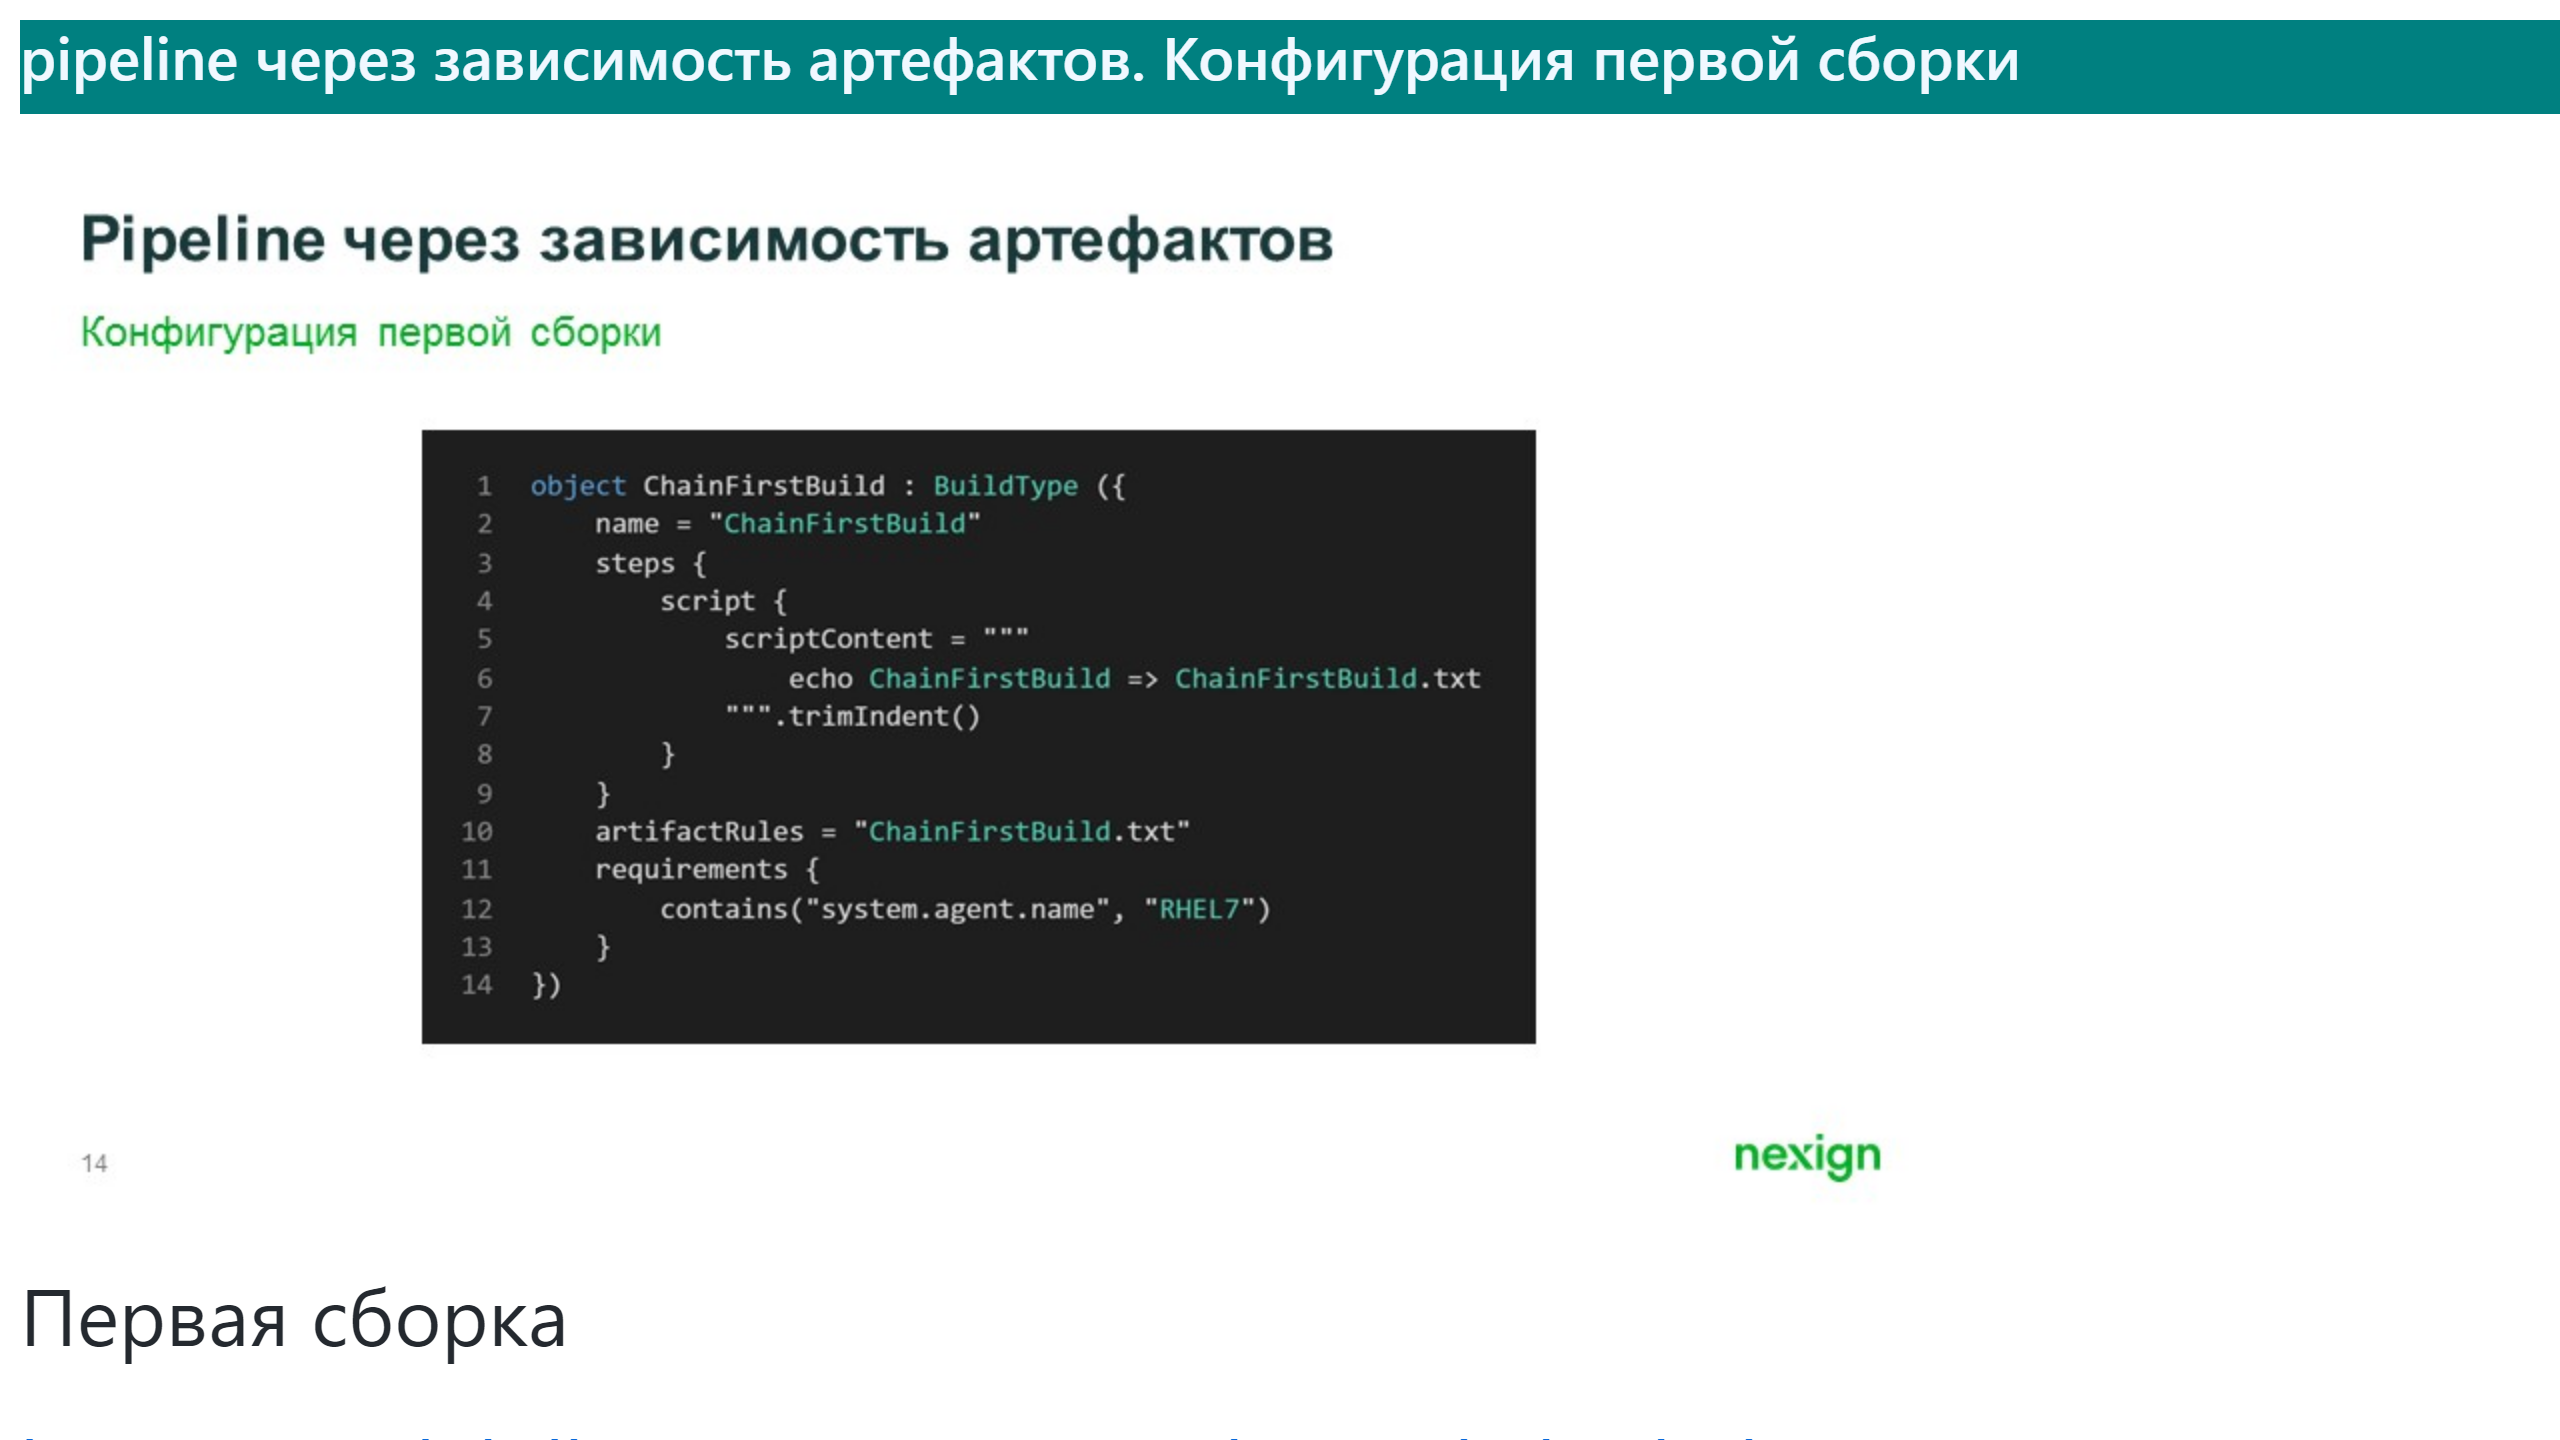 pipeline через зависимость артефактов. Конфигурация первой сборки
Pipeline через зависимость артефактов
Конфигурация первой сборки
1 object ChainFirstBuild : BuildType ({
2     name = "ChainFirstBuild"
3     steps {
4         script {
5             scriptContent = """
6                 echo ChainFirstBuild => ChainFirstBuild.txt
7             """.trimIndent()
8         }
9     }
10     artifactRules = "ChainFirstBuild.txt"
11     requirements {
12         contains("system.agent.name", "RHEL7")
13     }
14 })
14
nexign
Первая сборка